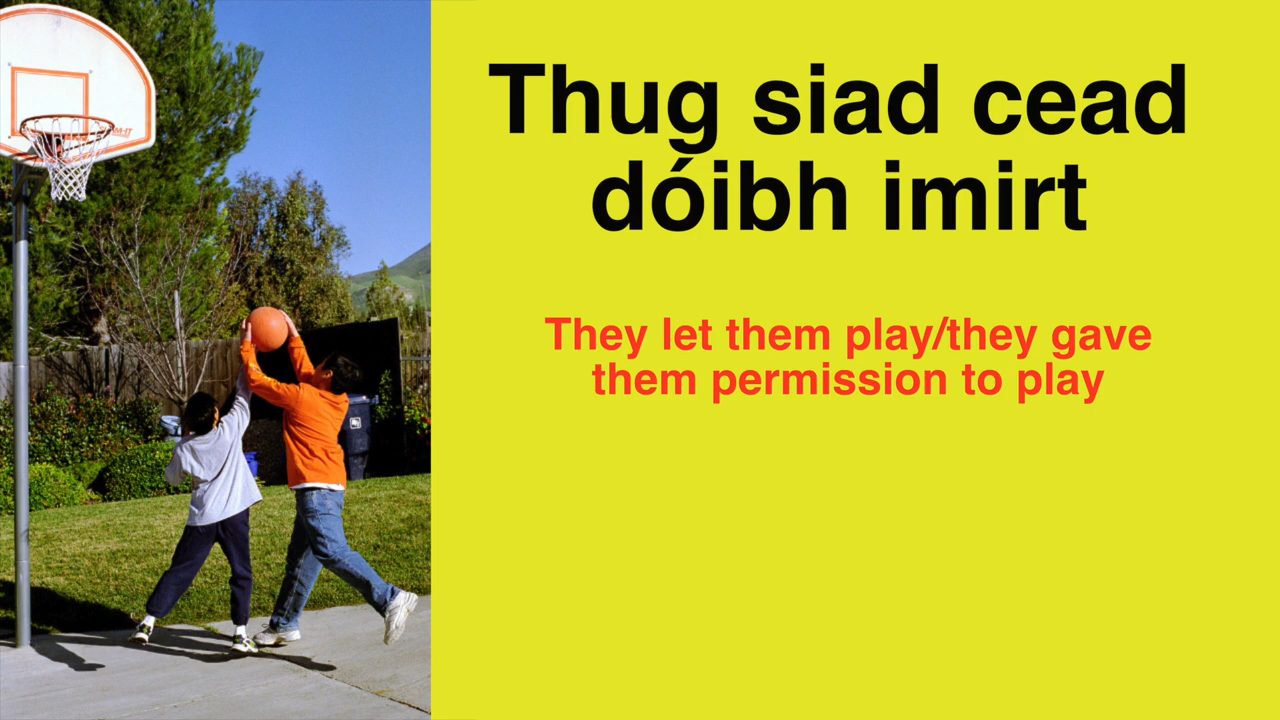 Thug siad cead
dóibh imirt
They let them play/they gave
them permission to play